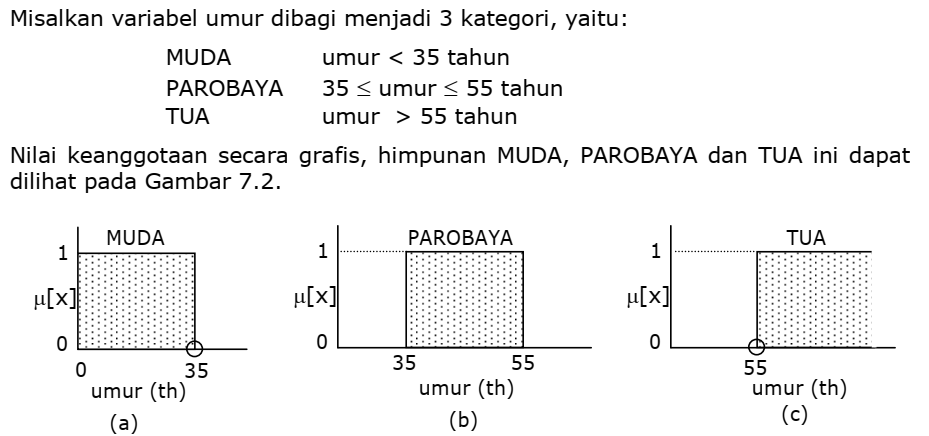 Misalkan variabel umur dibagi menjadi 3 kategori, yaitu:
MUDA umur < 35 tahun
PAROBAYA 35 ≤ umur ≤ 55 tahun
TUA umur > 55 tahun
Nilai keanggotaan secara grafis, himpunan MUDA, PAROBAYA dan TUA ini dapat
dilihat pada Gambar 7.2.
MUDA
1
μ[x]
0
0 35
umur (th)
(a)
PAROBAYA
1
μ[x]
0
35 55
umur (th)
(b)
TUA
1
μ[x]
0
55
umur (th)
(c)